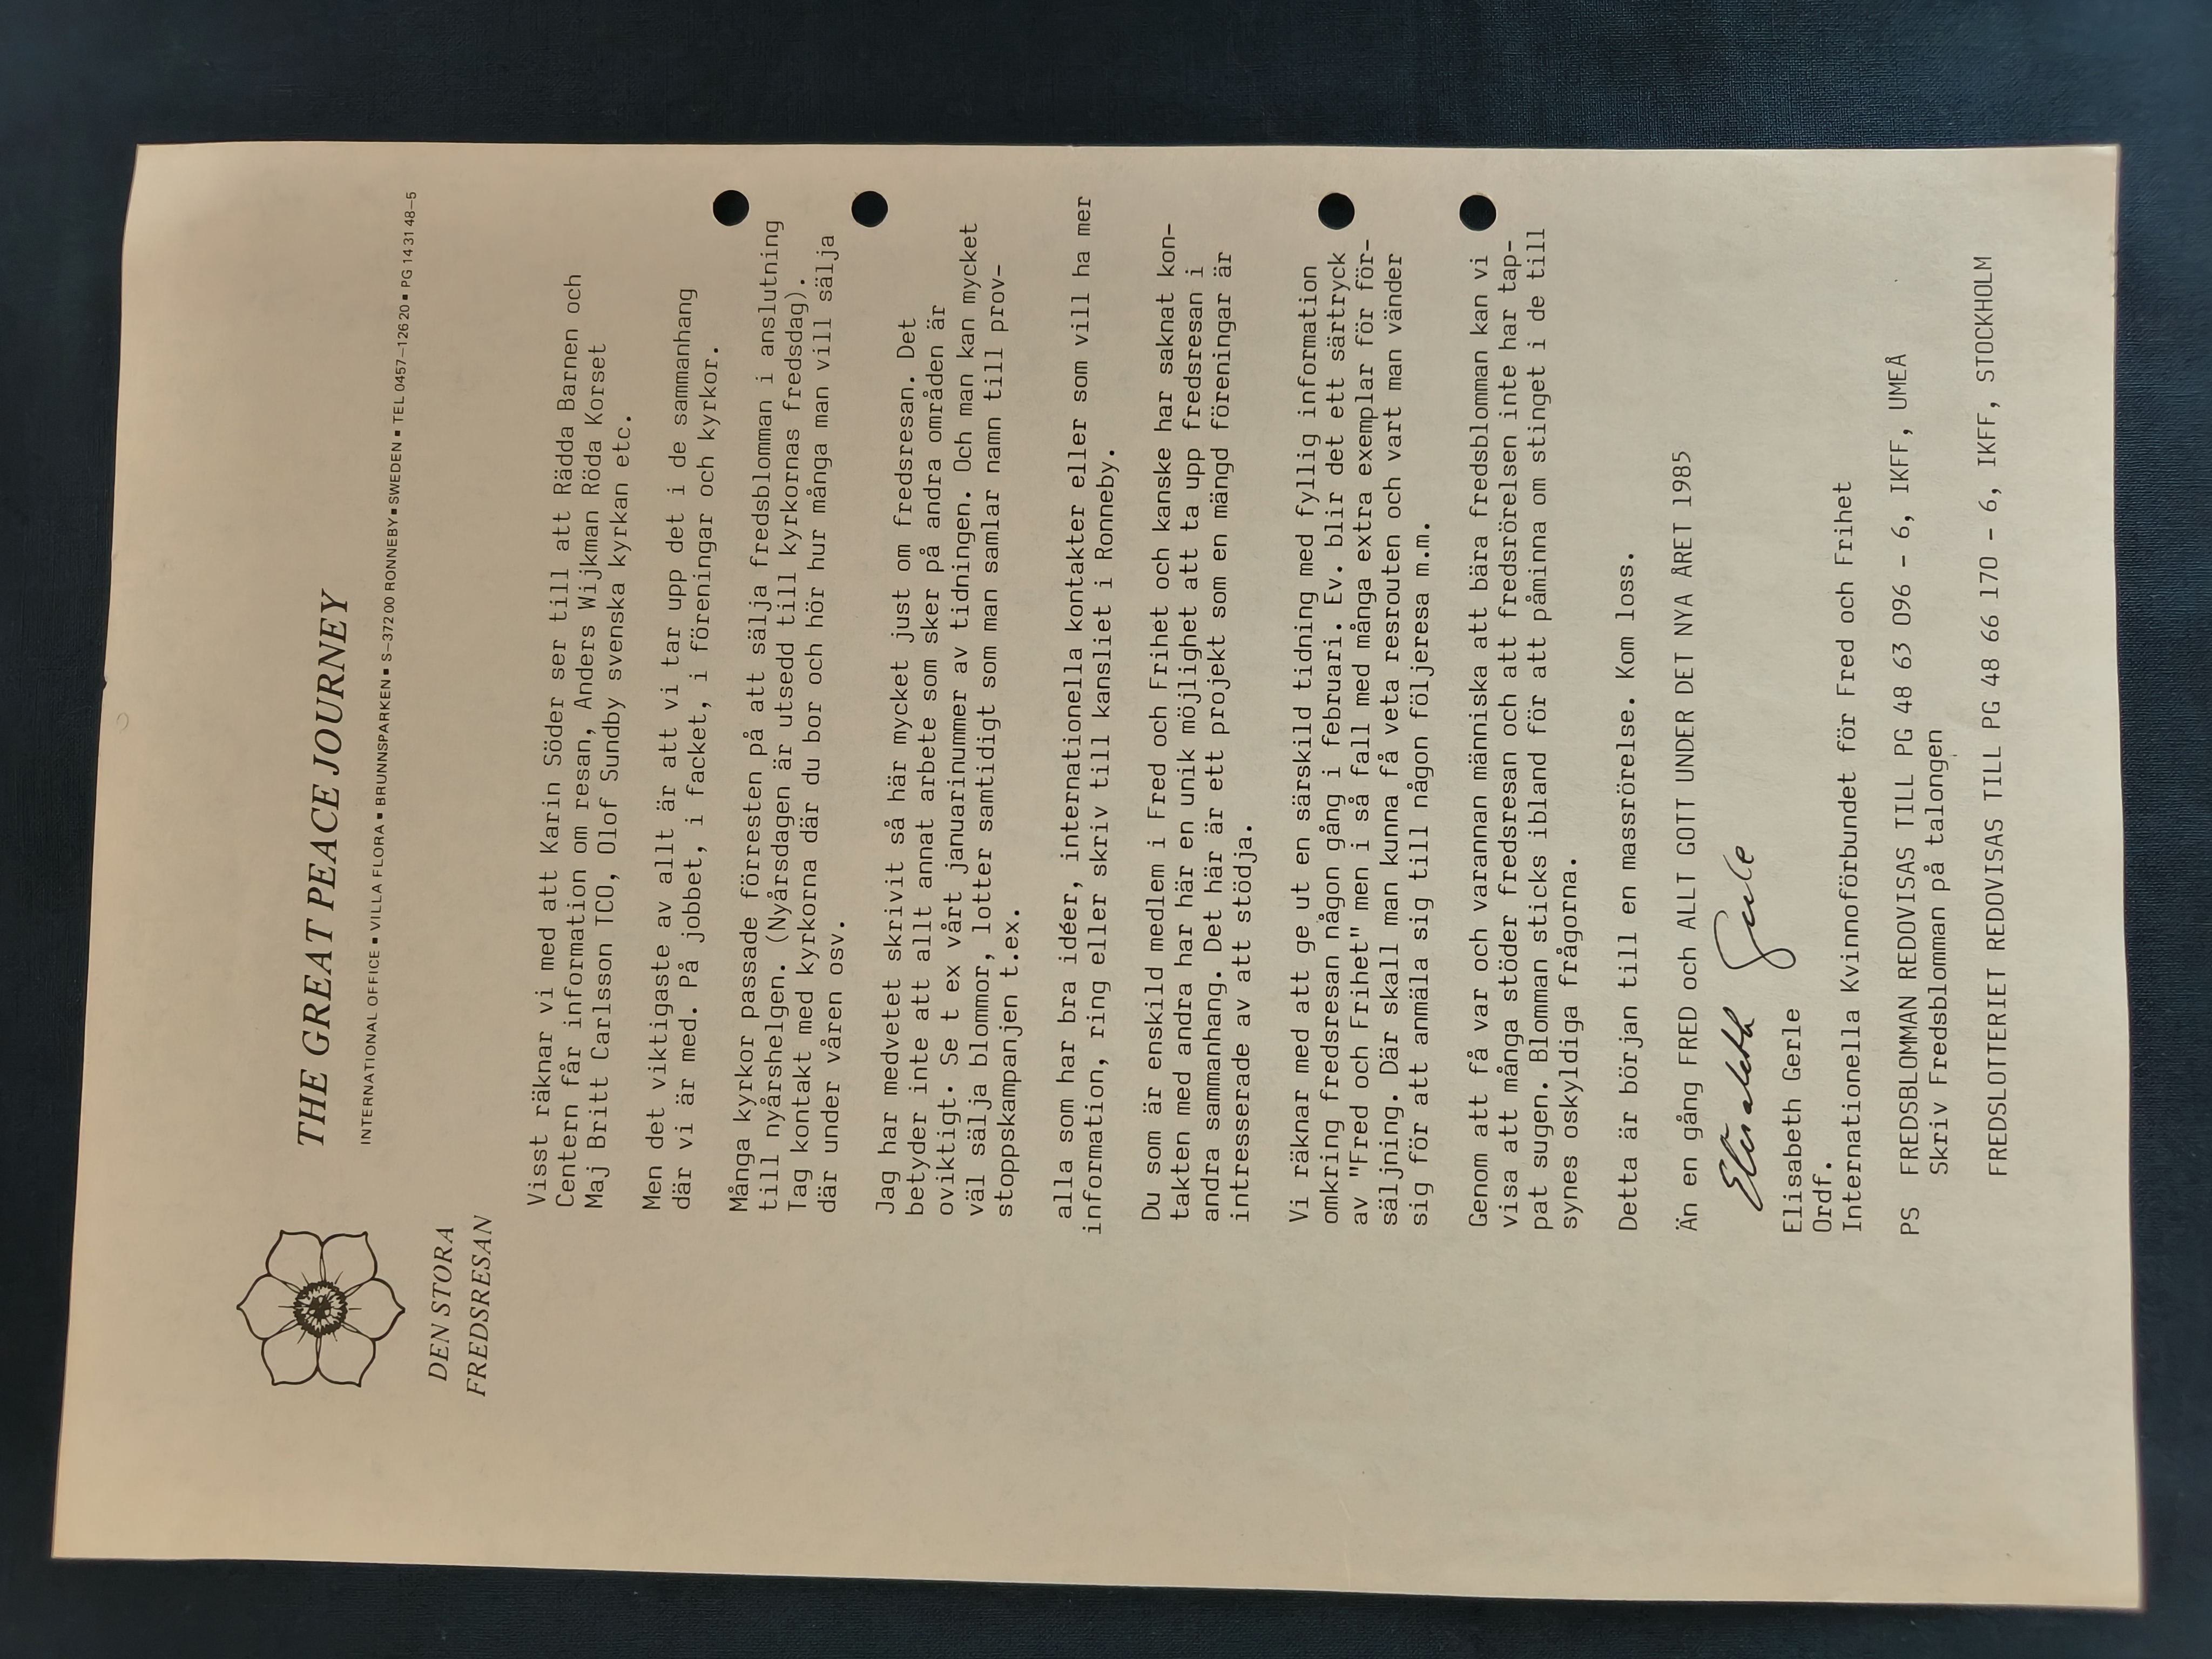 THE GREAT PEACE JOURNEY
INTERNATIONAL OFFICE ▪ VILLA FLORA ▪ BRUNNSPARKEN ▪ S–372 00 RONNEBY ▪ SWEDEN ▪ TEL 0457–126 20 ▪ PG 14 31 48–5
DEN STORA
FREDSRESAN
Visst räknar vi med att Karin Söder ser till att Rädda Barnen och
Centern får information om resan, Anders Wijkman Röda Korset
Maj Britt Carlsson TCO, Olof Sundby svenska kyrkan etc.
Men det viktigaste av allt är att vi tar upp det i de sammanhang
där vi är med. På jobbet, i facket, i föreningar och kyrkor.
Många kyrkor passade förresten på att sälja fredsblomman i anslutning
till nyårshelgen. (Nyårsdagen är utsedd till kyrkornas fredsdag).
Tag kontakt med kyrkorna där du bor och hör hur många man vill sälja
där under våren osv.
Jag har medvetet skrivit så här mycket just om fredsresan. Det
betyder inte att allt annat arbete som sker på andra områden är
oviktigt. Se t ex vårt januarinummer av tidningen. Och man kan mycket
väl sälja blommor, lotter samtidigt som man samlar namn till prov-
stoppskampanjen t.ex.
alla som har bra idéer, internationella kontakter eller som vill ha mer
information, ring eller skriv till kansliet i Ronneby.
Du som är enskild medlem i Fred och Frihet och kanske har saknat kon-
takten med andra har här en unik möjlighet att ta upp fredsresan i
andra sammanhang. Det här är ett projekt som en mängd föreningar är
intresserade av att stödja.
Vi räknar med att ge ut en särskild tidning med fyllig information
omkring fredsresan någon gång i februari. Ev. blir det ett särtryck
av "Fred och Frihet" men i så fall med många extra exemplar för för-
säljning. Där skall man kunna få veta resrouten och vart man vänder
sig för att anmäla sig till någon följeresa m.m.
Genom att få var och varannan människa att bära fredsblomman kan vi
visa att många stöder fredsresan och att fredsrörelsen inte har tap-
pat sugen. Blomman sticks ibland för att påminna om stinget i de till
synes oskyldiga frågorna.
Detta är början till en massrörelse. Kom loss.
Än en gång FRED och ALLT GOTT UNDER DET NYA ÅRET 1985
Elisabeth Gerle
Elisabeth Gerle
Ordf.
Internationella Kvinnoförbundet för Fred och Frihet
PS FREDSBLOMMAN REDOVISAS TILL PG 48 63 096 - 6, IKFF, UMEÅ
Skriv Fredsblomman på talongen
FREDSLOTTERIET REDOVISAS TILL PG 48 66 170 - 6, IKFF, STOCKHOLM